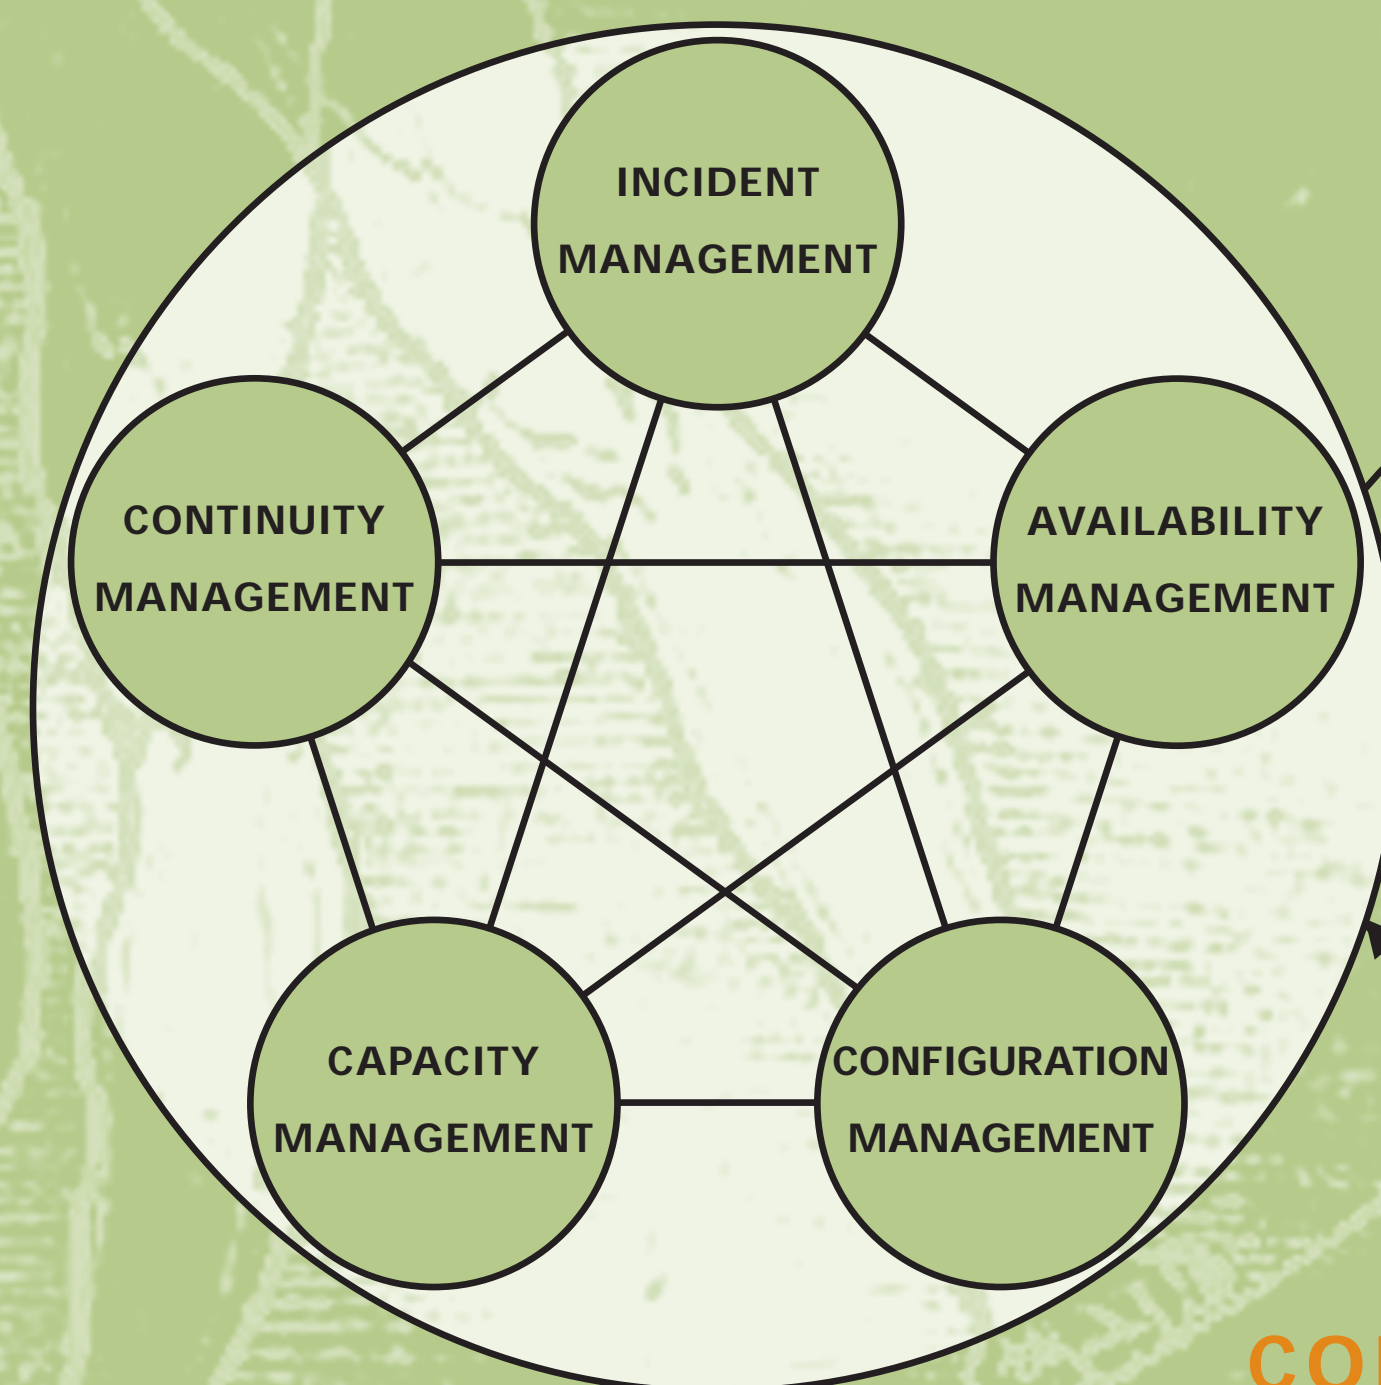 INCIDENT
MANAGEMENT
CONTINUITY
MANAGEMENT
AVAILABILITY
MANAGEMENT
CAPACITY
MANAGEMENT
CONFIGURATION
MANAGEMENT